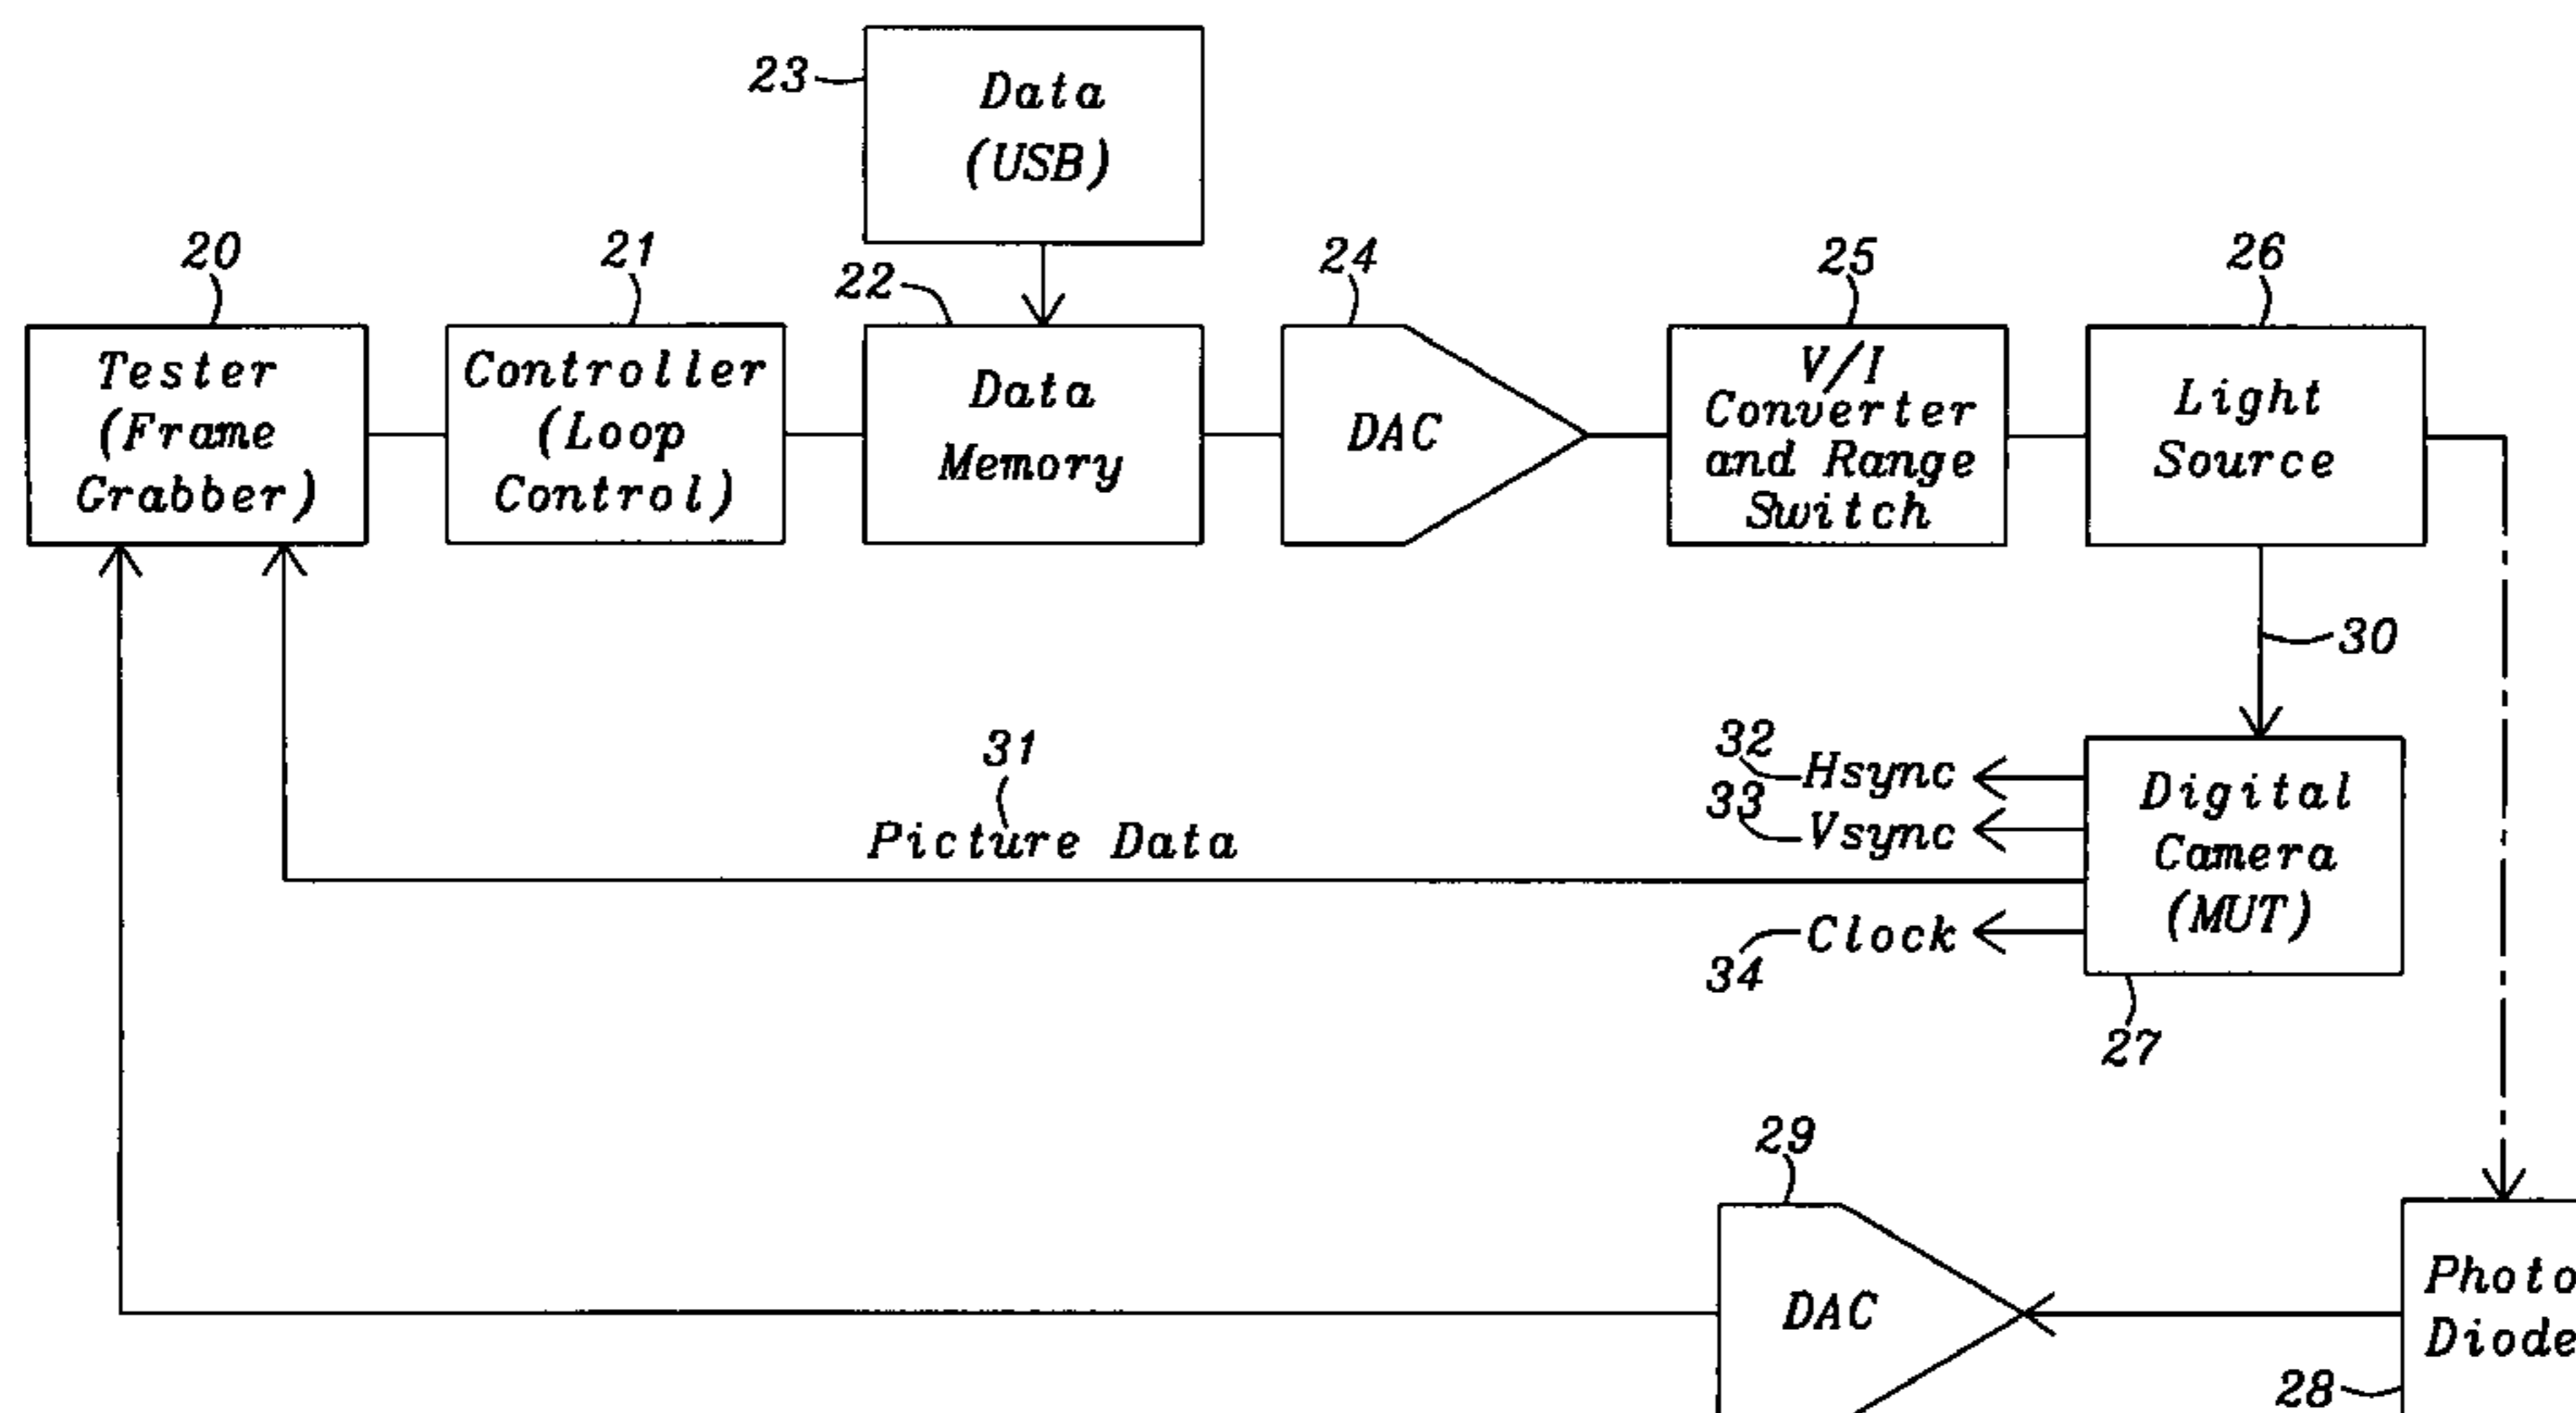 23
Data
(USB)
20
21
22
24
25
26
Tester
(Frame
Grabber)
Controller
(Loop
Control)
Data
Memory
DAC
V/I
Converter
and Range
Switch
Light
Source
30
31
Picture Data
32
Hsync
33
Vsync
Clock
34
Digital
Camera
(MUT)
27
29
DAC
Photo
Diode
28